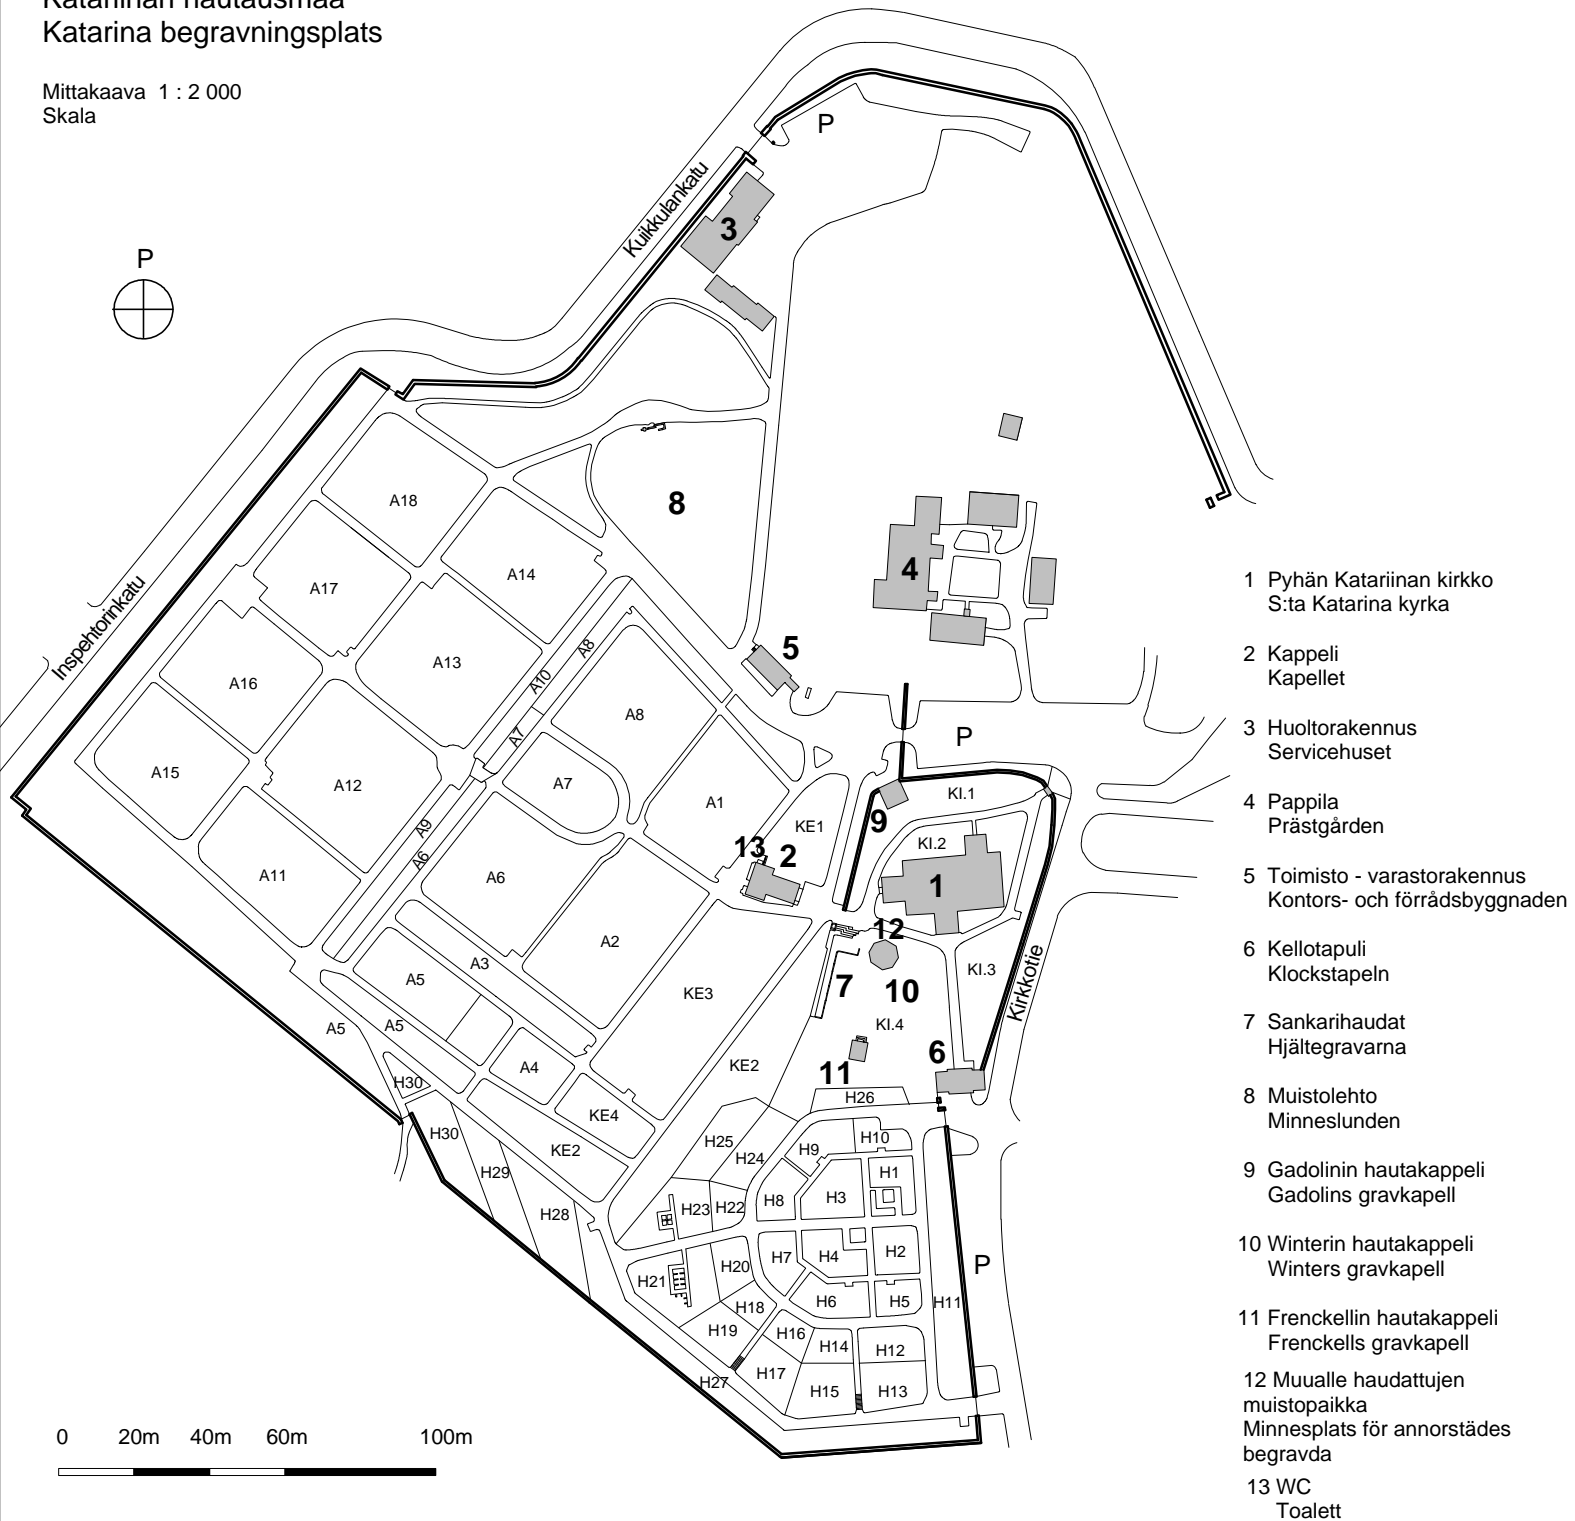 Katariinan hautausmaa
Katarina begravningsplats
Mittakaava 1 : 2 000
Skala
P
P
Kuikkulankatu
3
8
A18
A14
A17
A13
A8
A10
A7
A16
A8
A15
A12
A7
A1
A9
A6
A11
A6
A2
A3
A5
A5
A5
A4
Inspehtorinkatu
4
5
P
KI.1
9
KE1
13
2
KI.2
1
12
KI.3
7
10
KI.4
KE3
Kirkkotie
6
11
KE2
H26
H30
KE4
KE2
H30
H29
H28
H25
H24
H9
H10
H1
H8
H3
H23
H22
H7
H4
H2
H21
H20
H6
H5
H11
P
H18
H19
H16
H14
H12
H17
H15
H13
H27
1 Pyhän Katariinan kirkko
S:ta Katarina kyrka
2 Kappeli
Kapellet
3 Huoltorakennus
Servicehuset
4 Pappila
Prästgården
5 Toimisto - varastorakennus
Kontors- och förrådsbyggnaden
6 Kellotapuli
Klockstapeln
7 Sankarihaudat
Hjältegravarna
8 Muistolehto
Minneslunden
9 Gadolinin hautakappeli
Gadolins gravkapell
10 Winterin hautakappeli
Winters gravkapell
11 Frenckellin hautakappeli
Frenckells gravkapell
12 Muualle haudattujen
muistopaikka
Minnesplats för annorstädes
begravda
13 WC
Toalett
0 20m 40m 60m 100m